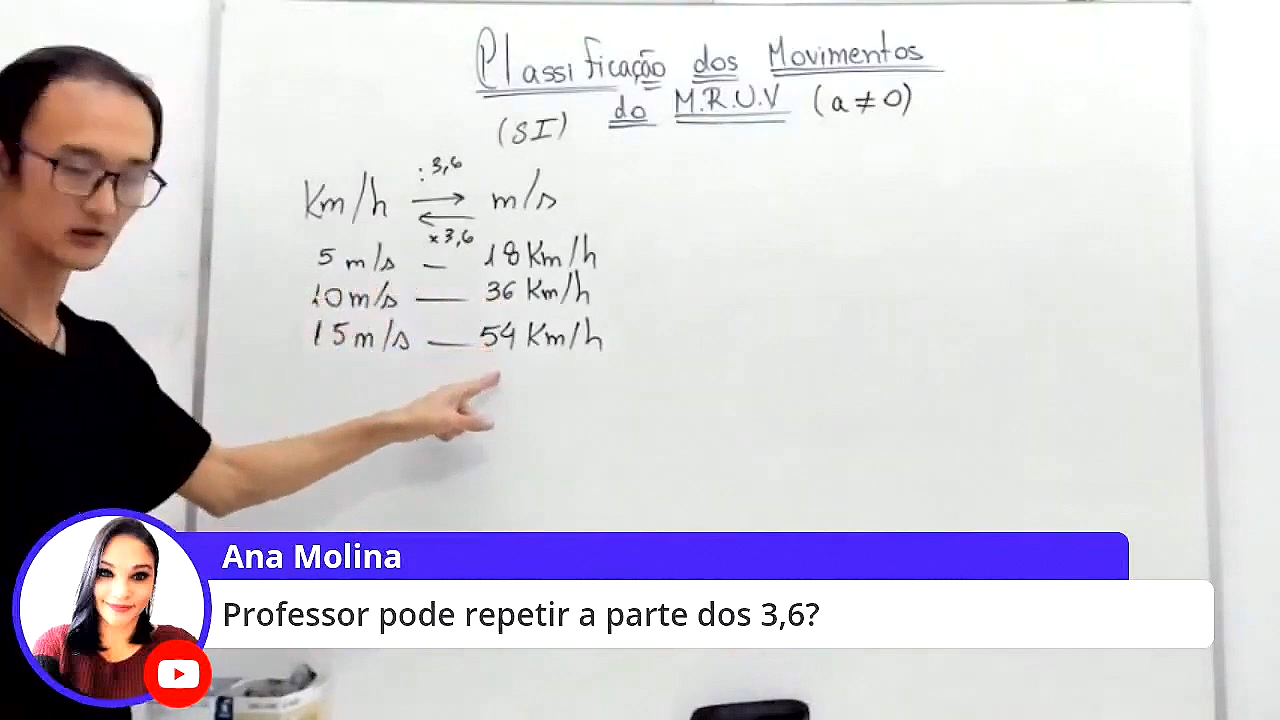 Classificação dos Movimentos
do M.R.U.V (a ≠ 0)
(SI)
: 3,6
Km/h → m/s
←
x 3,6
5 m/s — 18 Km/h
10 m/s — 36 Km/h
15 m/s — 54 Km/h
Ana Molina
Professor pode repetir a parte dos 3,6?